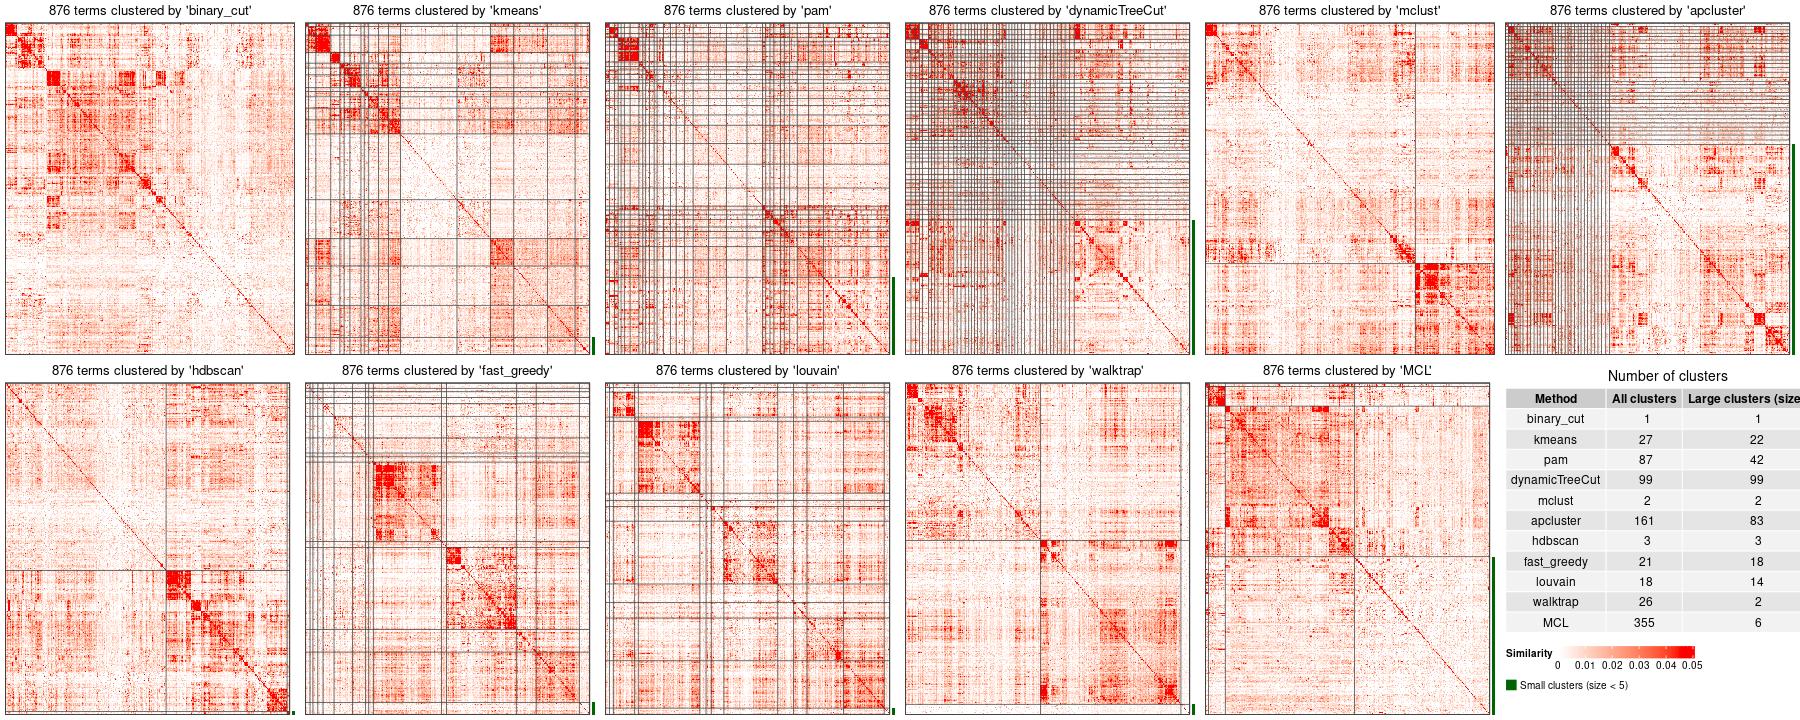 876 terms clustered by 'binary_cut'
876 terms clustered by 'kmeans'
876 terms clustered by 'pam'
876 terms clustered by 'dynamicTreeCut'
876 terms clustered by 'mclust'
876 terms clustered by 'apcluster'
876 terms clustered by 'hdbscan'
876 terms clustered by 'fast_greedy'
876 terms clustered by 'louvain'
876 terms clustered by 'walktrap'
876 terms clustered by 'MCL'
Number of clusters
Method All clusters Large clusters (size
binary_cut 1 1
kmeans 27 22
pam 87 42
dynamicTreeCut 99 99
mclust 2 2
apcluster 161 83
hdbscan 3 3
fast_greedy 21 18
louvain 18 14
walktrap 26 2
MCL 355 6
Similarity
0 0.01 0.02 0.03 0.04 0.05
Small clusters (size < 5)